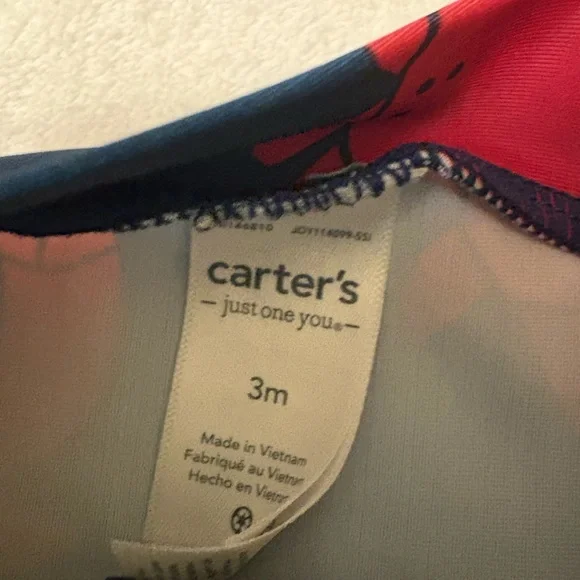 carter's
just one you®
3m
Made in Vietnam
Fabriqué au Vietnam
Hecho en Vietnam